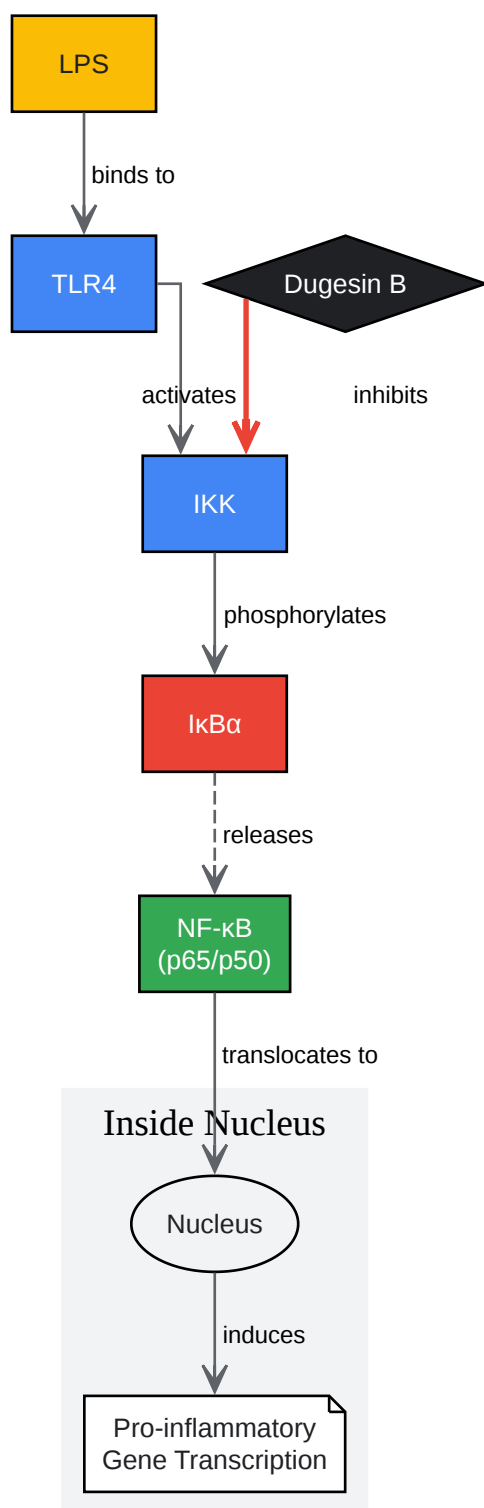 LPS
binds to
TLR4
Dugesin B
activates
inhibits
IKK
phosphorylates
IκBα
releases
NF-κB
(p65/p50)
translocates to
Inside Nucleus
Nucleus
induces
Pro-inflammatory
Gene Transcription